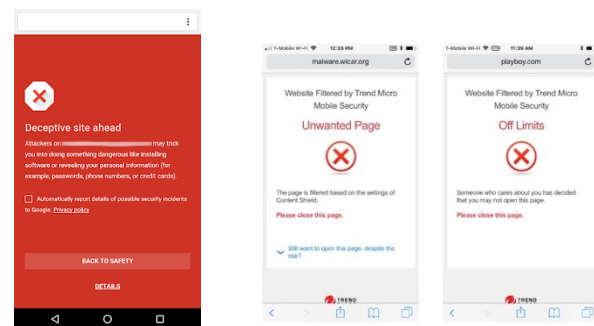 Deceptive site ahead
Attackers on may trick
you into doing something dangerous like installing
software or revealing your personal information (for
example, passwords, phone numbers, or credit cards).
Automatically report details of possible security incidents
to Google. Privacy policy
BACK TO SAFETY
DETAILS
T-Mobile Wi-Fi 12:35 PM
malware.wicar.org
Website Filtered by Trend Micro
Mobile Security
Unwanted Page
The page is filtered based on the settings of
Content Shield.
Please close this page.
Still want to open this page, despite the
risk?
TREND
T-Mobile Wi-Fi 11:39 AM
playboy.com
Website Filtered by Trend Micro
Mobile Security
Off Limits
Someone who cares about you has decided
that you may not open this page.
Please close this page.
TREND